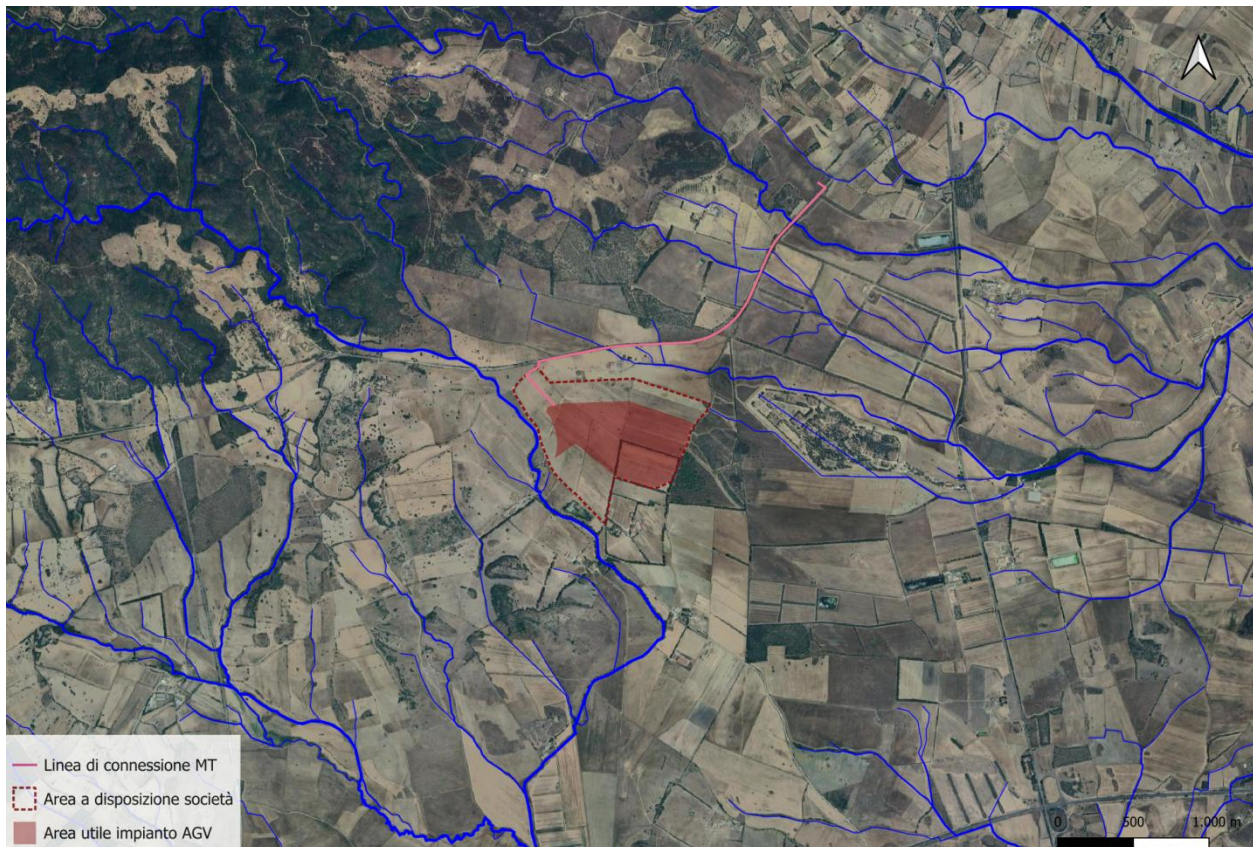 Linea di connessione MT
Area a disposizione società
Area utile impianto AGV
0 500 1.000 m